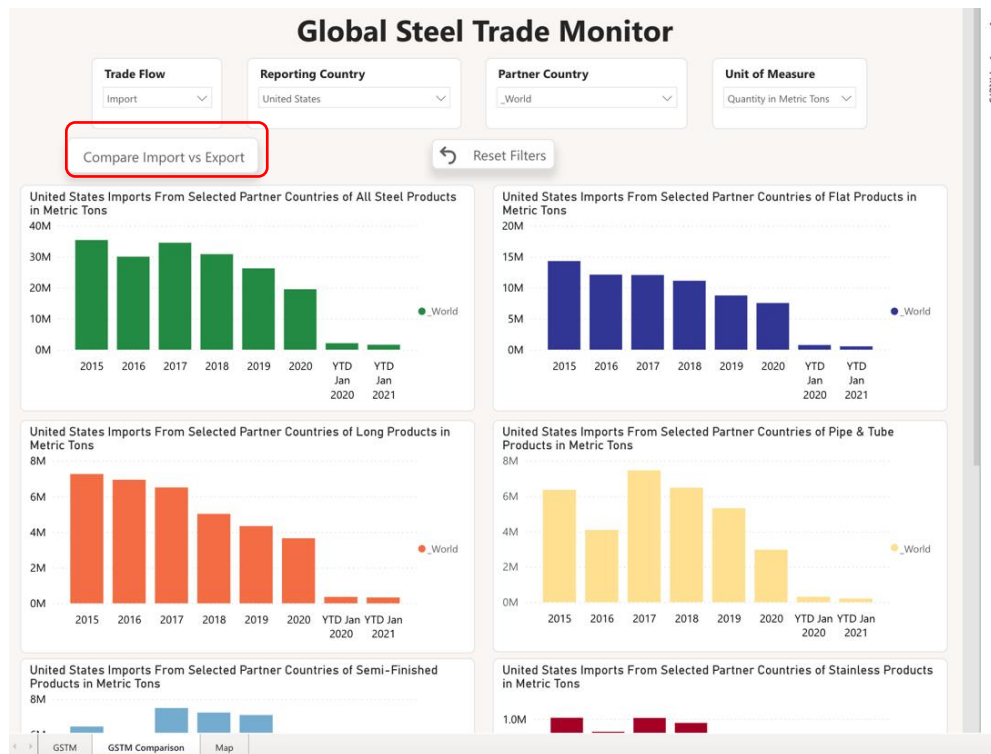 Global Steel Trade Monitor
Trade Flow
Import
Reporting Country
United States
Partner Country
_World
Unit of Measure
Quantity in Metric Tons
Compare Import vs Export
Reset Filters
United States Imports From Selected Partner Countries of All Steel Products
in Metric Tons
40M
30M
20M
10M
0M
2015 2016 2017 2018 2019 2020 YTD YTD
Jan Jan
2020 2021
_World
United States Imports From Selected Partner Countries of Flat Products in
Metric Tons
20M
15M
10M
5M
0M
2015 2016 2017 2018 2019 2020 YTD YTD
Jan Jan
2020 2021
_World
United States Imports From Selected Partner Countries of Long Products in
Metric Tons
8M
6M
4M
2M
0M
2015 2016 2017 2018 2019 2020 YTD Jan YTD Jan
2020 2021
_World
United States Imports From Selected Partner Countries of Pipe & Tube
Products in Metric Tons
8M
6M
4M
2M
0M
2015 2016 2017 2018 2019 2020 YTD Jan YTD Jan
2020 2021
_World
United States Imports From Selected Partner Countries of Semi-Finished
Products in Metric Tons
8M
United States Imports From Selected Partner Countries of Stainless Products
in Metric Tons
1.0M
GSTM GSTM Comparison Map